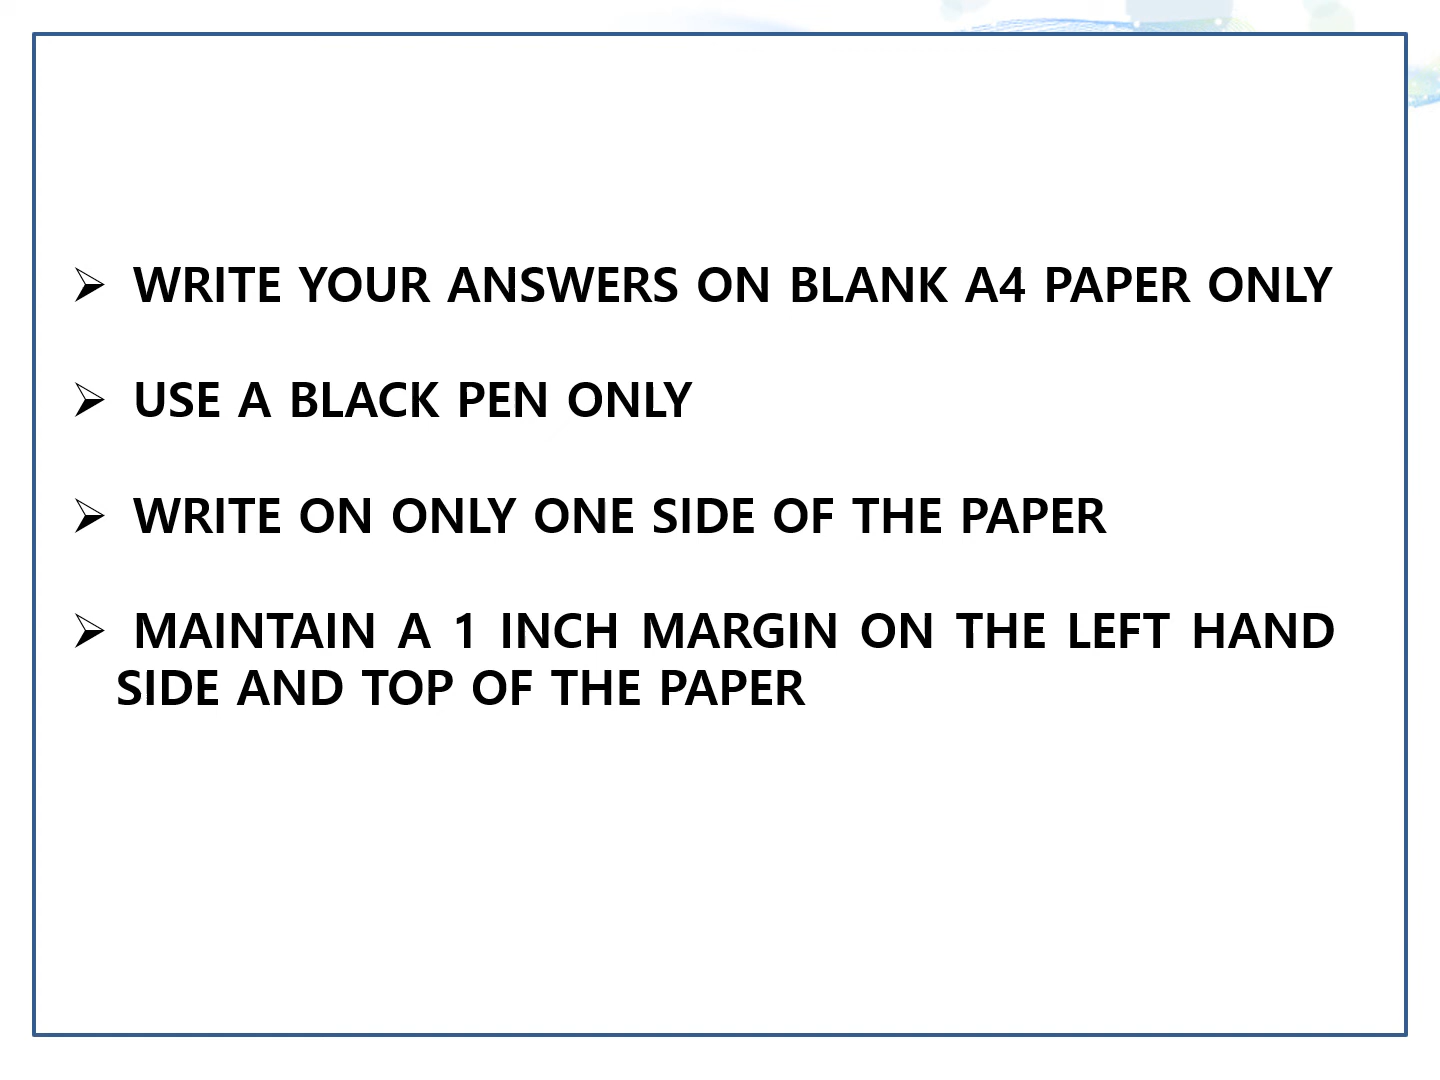 ➢ WRITE YOUR ANSWERS ON BLANK A4 PAPER ONLY
➢ USE A BLACK PEN ONLY
➢ WRITE ON ONLY ONE SIDE OF THE PAPER
➢ MAINTAIN A 1 INCH MARGIN ON THE LEFT HAND
SIDE AND TOP OF THE PAPER